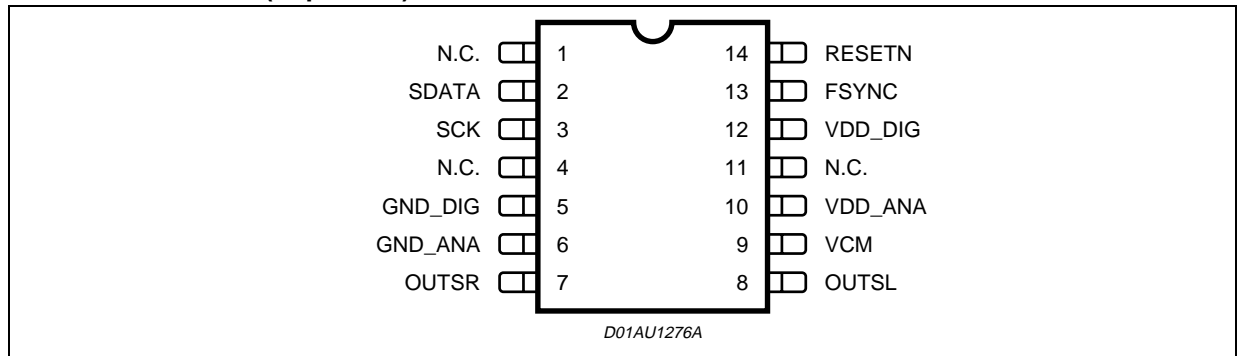 N.C. 1 14 RESETN
SDATA 2 13 FSYNC
SCK 3 12 VDD_DIG
N.C. 4 11 N.C.
GND_DIG 5 10 VDD_ANA
GND_ANA 6 9 VCM
OUTSR 7 8 OUTSL
D01AU1276A